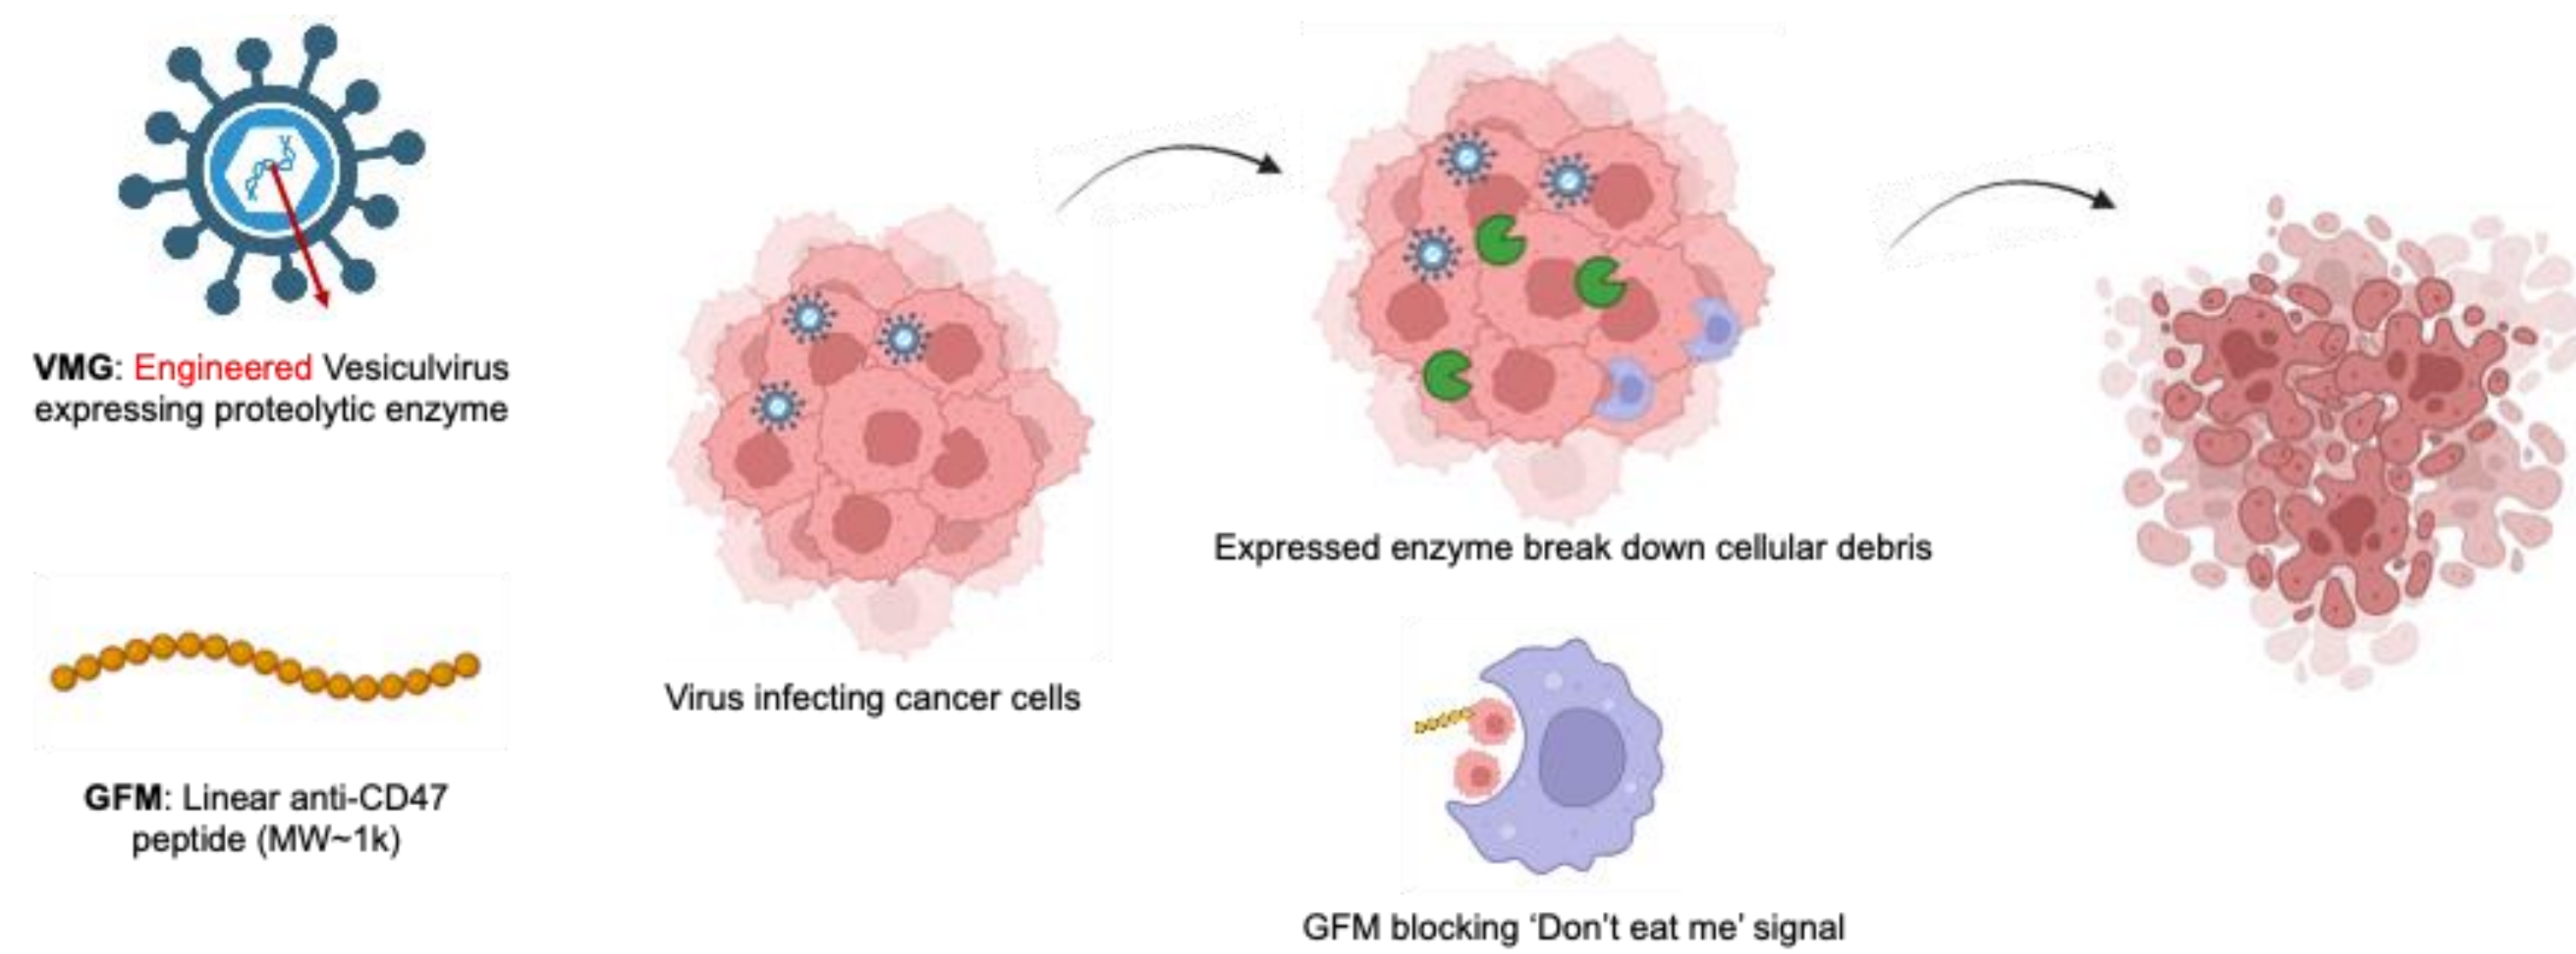 VMG: Engineered Vesiculvirus
expressing proteolytic enzyme
GFM: Linear anti-CD47
peptide (MW~1k)
Virus infecting cancer cells
Expressed enzyme break down cellular debris
GFM blocking ‘Don’t eat me’ signal